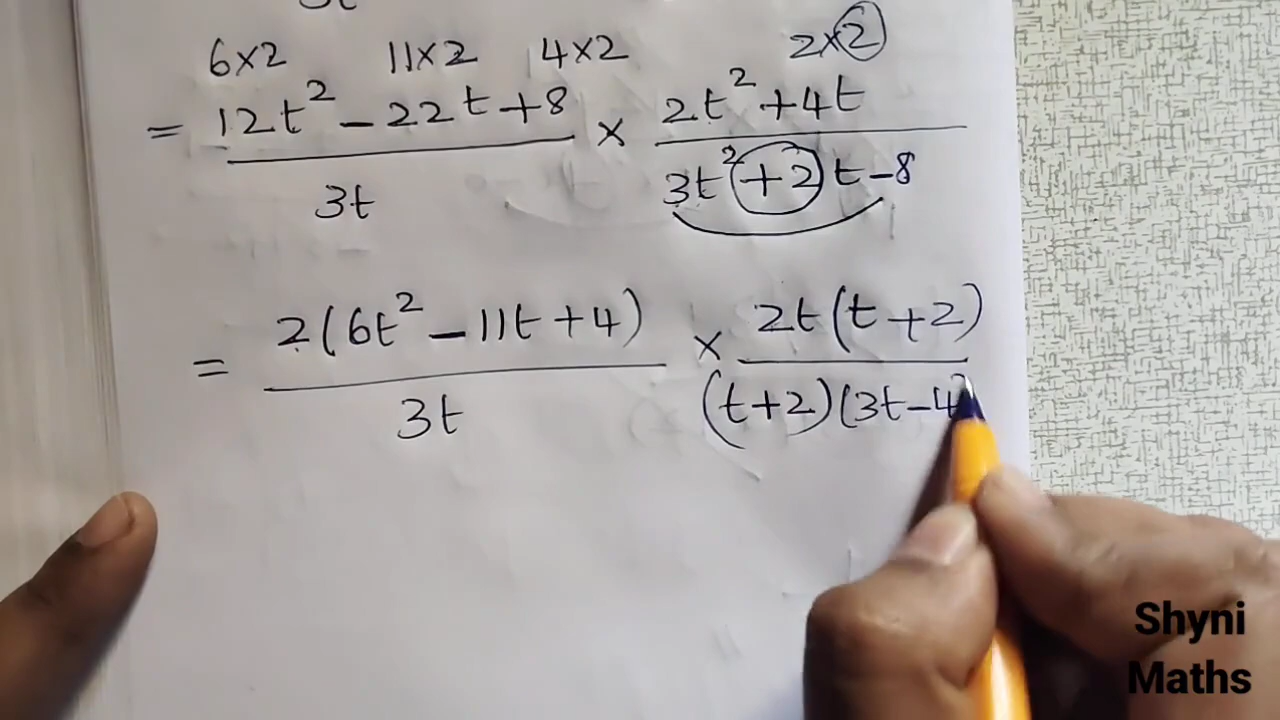 6×2 11×2 4×2 2×2
= 12t² - 22t + 8 × 2t² + 4t
3t 3t² + 2t - 8
= 2(6t² - 11t + 4) × 2t(t + 2)
3t (t + 2)(3t - 4)
Shyni
Maths